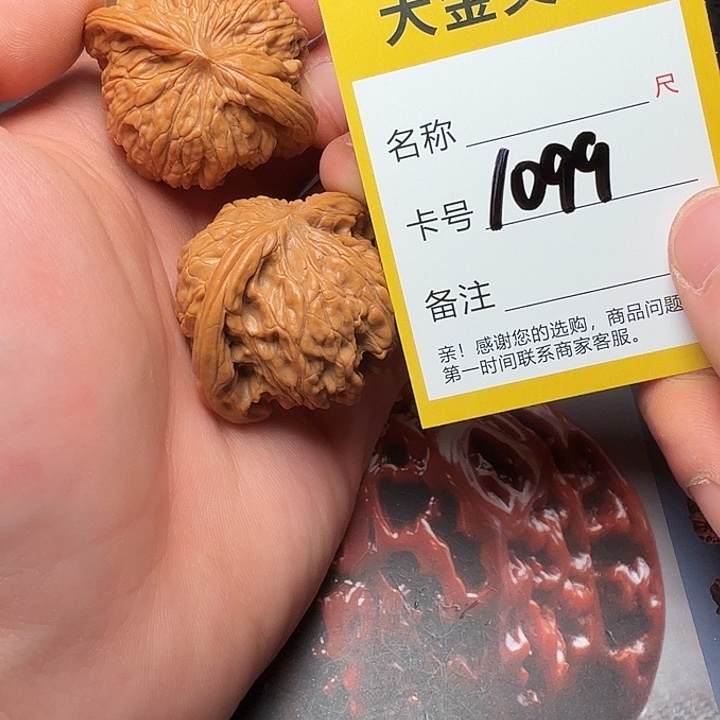 名称
尺
卡号 1099
备注
亲！感谢您的选购，商品问题
第一时间联系商家客服。